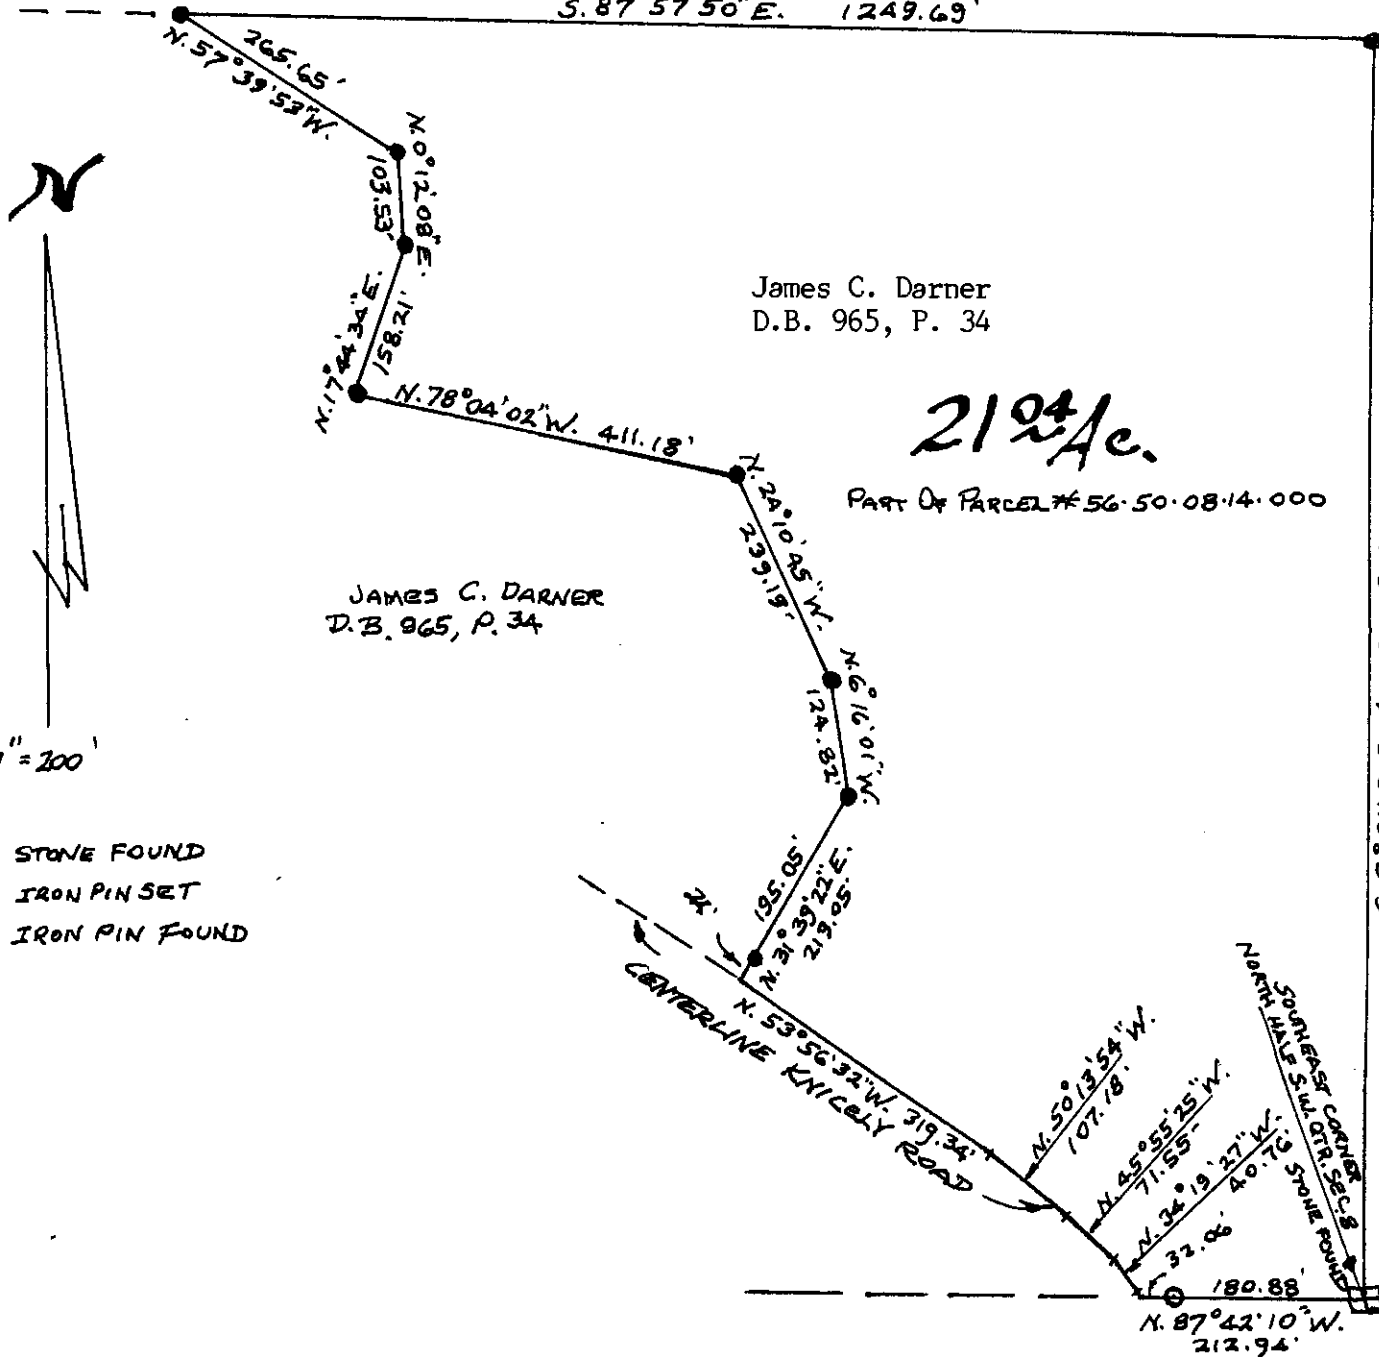 S. 87°57'50"E. 1249.69'
265.65'
N. 57°39'53"W.
N. 0°12'08"E.
103.53'
N
N. 17°44'34"E.
158.21'
James C. Darner
D.B. 965, P. 34
N. 78°04'02"W. 411.18'
21 04 Ac.
PART OF PARCEL # 56-50-08-14-000
N. 24°10'45"W.
239.19'
JAMES C. DARNER
D.B. 965, P. 34
N. 6°16'01"W.
124.82'
1"=200'
STONE FOUND
IRON PIN SET
IRON PIN FOUND
195.05'
N. 31°39'22"E.
219.05'
24'
CENTERLINE KNICELY ROAD
N. 53°56'32"W. 319.34'
N. 50°13'54"W.
107.18'
N. 45°55'25"W.
71.55'
N. 34°19'27"W.
40.76'
32.06'
SOUTHEAST CORNER
NORTH HALF S.W. QTR. SEC. 8
STONE FOUND
180.88'
N. 87°42'10"W.
212.94'